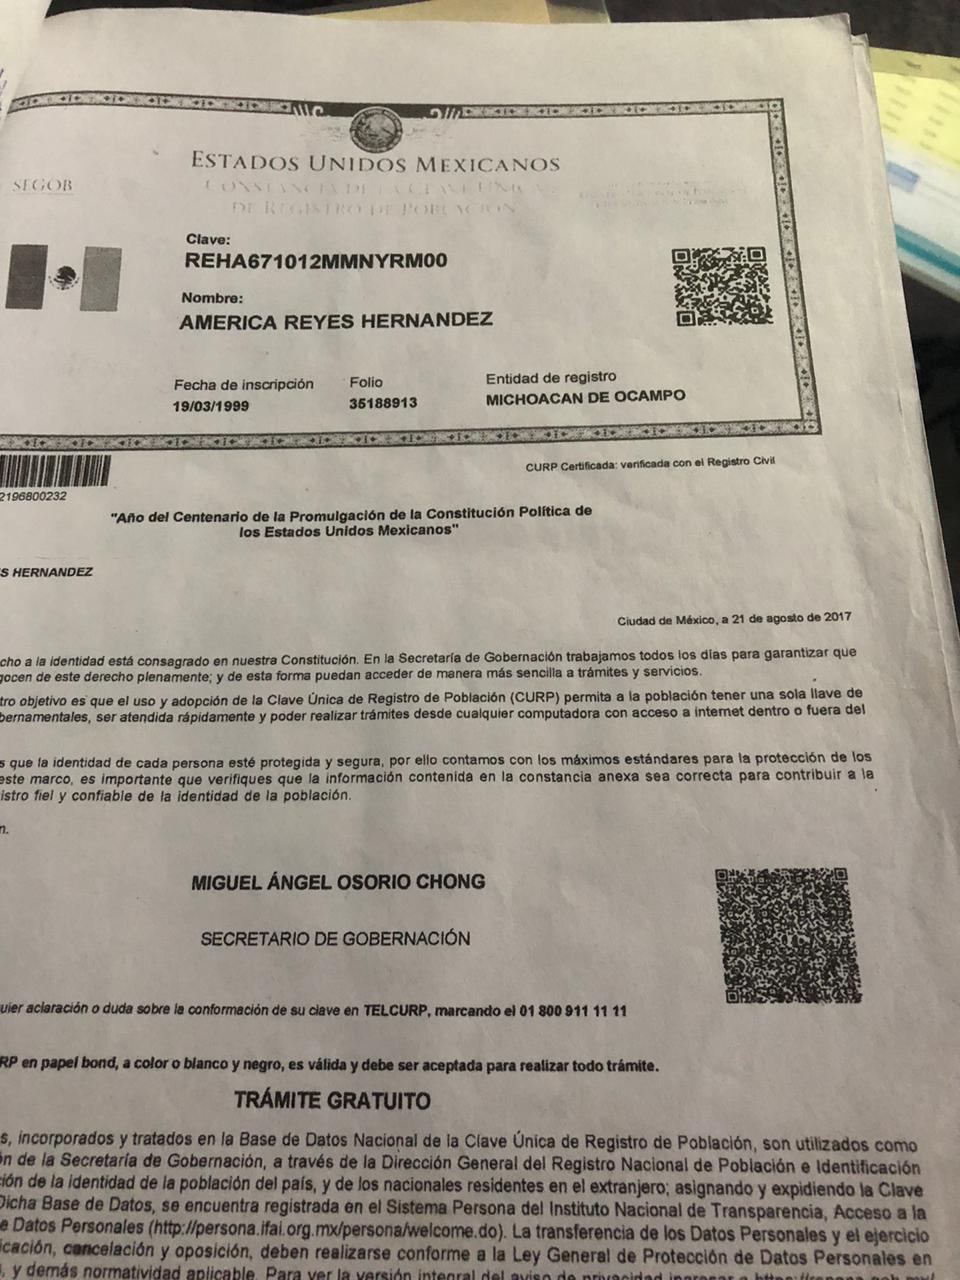 ESTADOS UNIDOS MEXICANOS
SEGOB
CONSTANCIA DE LA CLAVE ÚNICA
DE REGISTRO DE POBLACIÓN
Clave:
REHA671012MMNYRM00
Nombre:
AMERICA REYES HERNANDEZ
Fecha de inscripción Folio Entidad de registro
19/03/1999 35188913 MICHOACAN DE OCAMPO
CURP Certificada: verificada con el Registro Civil
2196800232
"Año del Centenario de la Promulgación de la Constitución Política de
los Estados Unidos Mexicanos"
S HERNANDEZ
Ciudad de México, a 21 de agosto de 2017
cho a la identidad está consagrado en nuestra Constitución. En la Secretaría de Gobernación trabajamos todos los días para garantizar que
gocen de este derecho plenamente; y de esta forma puedan acceder de manera más sencilla a trámites y servicios.
tro objetivo es que el uso y adopción de la Clave Única de Registro de Población (CURP) permita a la población tener una sola llave de
bernamentales, ser atendida rápidamente y poder realizar trámites desde cualquier computadora con acceso a internet dentro o fuera del
s que la identidad de cada persona esté protegida y segura, por ello contamos con los máximos estándares para la protección de los
este marco, es importante que verifiques que la información contenida en la constancia anexa sea correcta para contribuir a la
istro fiel y confiable de la identidad de la población.
n.
MIGUEL ÁNGEL OSORIO CHONG
SECRETARIO DE GOBERNACIÓN
uier aclaración o duda sobre la conformación de su clave en TELCURP, marcando el 01 800 911 11 11
RP en papel bond, a color o blanco y negro, es válida y debe ser aceptada para realizar todo trámite.
TRÁMITE GRATUITO
s, incorporados y tratados en la Base de Datos Nacional de la Clave Única de Registro de Población, son utilizados como
ón de la Secretaría de Gobernación, a través de la Dirección General del Registro Nacional de Población e Identificación
ción de la identidad de la población del país, y de los nacionales residentes en el extranjero; asignando y expidiendo la Clave
Dicha Base de Datos, se encuentra registrada en el Sistema Persona del Instituto Nacional de Transparencia, Acceso a la
e Datos Personales (http://persona.ifai.org.mx/persona/welcome.do). La transferencia de los Datos Personales y el ejercicio
icación, cancelación y oposición, deben realizarse conforme a la Ley General de Protección de Datos Personales en
, y demás normatividad aplicable. Para ver la versión integral del aviso de privacidad ingresar a